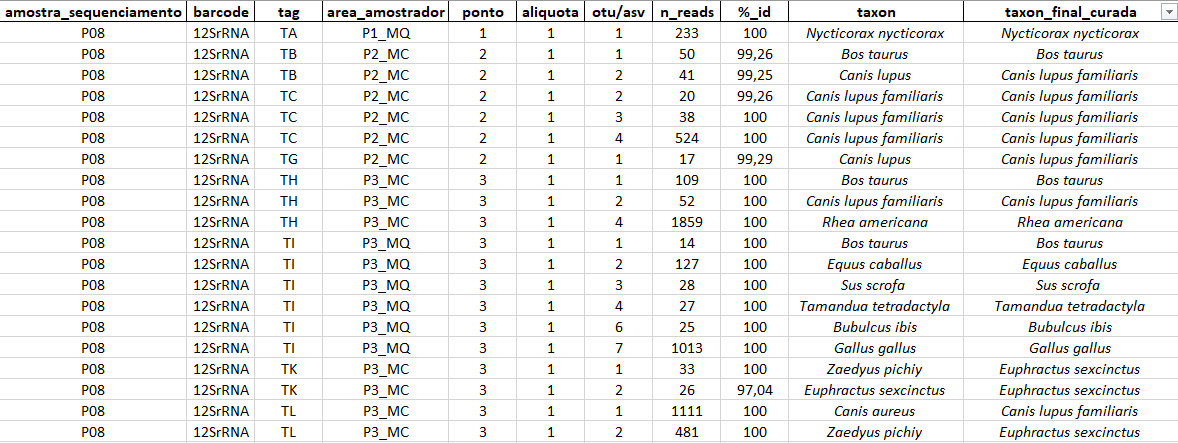 amostra_sequenciamento barcode tag area_amostrador ponto aliquota otu/asv n_reads %_id taxon taxon_final_curada
P08 12SrRNA TA P1_MQ 1 1 1 233 100 Nycticorax nycticorax Nycticorax nycticorax
P08 12SrRNA TB P2_MC 2 1 1 50 99,26 Bos taurus Bos taurus
P08 12SrRNA TB P2_MC 2 1 2 41 99,25 Canis lupus Canis lupus familiaris
P08 12SrRNA TC P2_MC 2 1 2 20 99,26 Canis lupus familiaris Canis lupus familiaris
P08 12SrRNA TC P2_MC 2 1 3 38 100 Canis lupus familiaris Canis lupus familiaris
P08 12SrRNA TC P2_MC 2 1 4 524 100 Canis lupus familiaris Canis lupus familiaris
P08 12SrRNA TG P2_MC 2 1 1 17 99,29 Canis lupus Canis lupus familiaris
P08 12SrRNA TH P3_MC 3 1 1 109 100 Bos taurus Bos taurus
P08 12SrRNA TH P3_MC 3 1 2 52 100 Canis lupus familiaris Canis lupus familiaris
P08 12SrRNA TH P3_MC 3 1 4 1859 100 Rhea americana Rhea americana
P08 12SrRNA TI P3_MQ 3 1 1 14 100 Bos taurus Bos taurus
P08 12SrRNA TI P3_MQ 3 1 2 127 100 Equus caballus Equus caballus
P08 12SrRNA TI P3_MQ 3 1 3 28 100 Sus scrofa Sus scrofa
P08 12SrRNA TI P3_MQ 3 1 4 27 100 Tamandua tetradactyla Tamandua tetradactyla
P08 12SrRNA TI P3_MQ 3 1 6 25 100 Bubulcus ibis Bubulcus ibis
P08 12SrRNA TI P3_MQ 3 1 7 1013 100 Gallus gallus Gallus gallus
P08 12SrRNA TK P3_MC 3 1 1 33 100 Zaedyus pichiy Euphractus sexcinctus
P08 12SrRNA TK P3_MC 3 1 2 26 97,04 Euphractus sexcinctus Euphractus sexcinctus
P08 12SrRNA TL P3_MC 3 1 1 1111 100 Canis aureus Canis lupus familiaris
P08 12SrRNA TL P3_MC 3 1 2 481 100 Zaedyus pichiy Euphractus sexcinctus